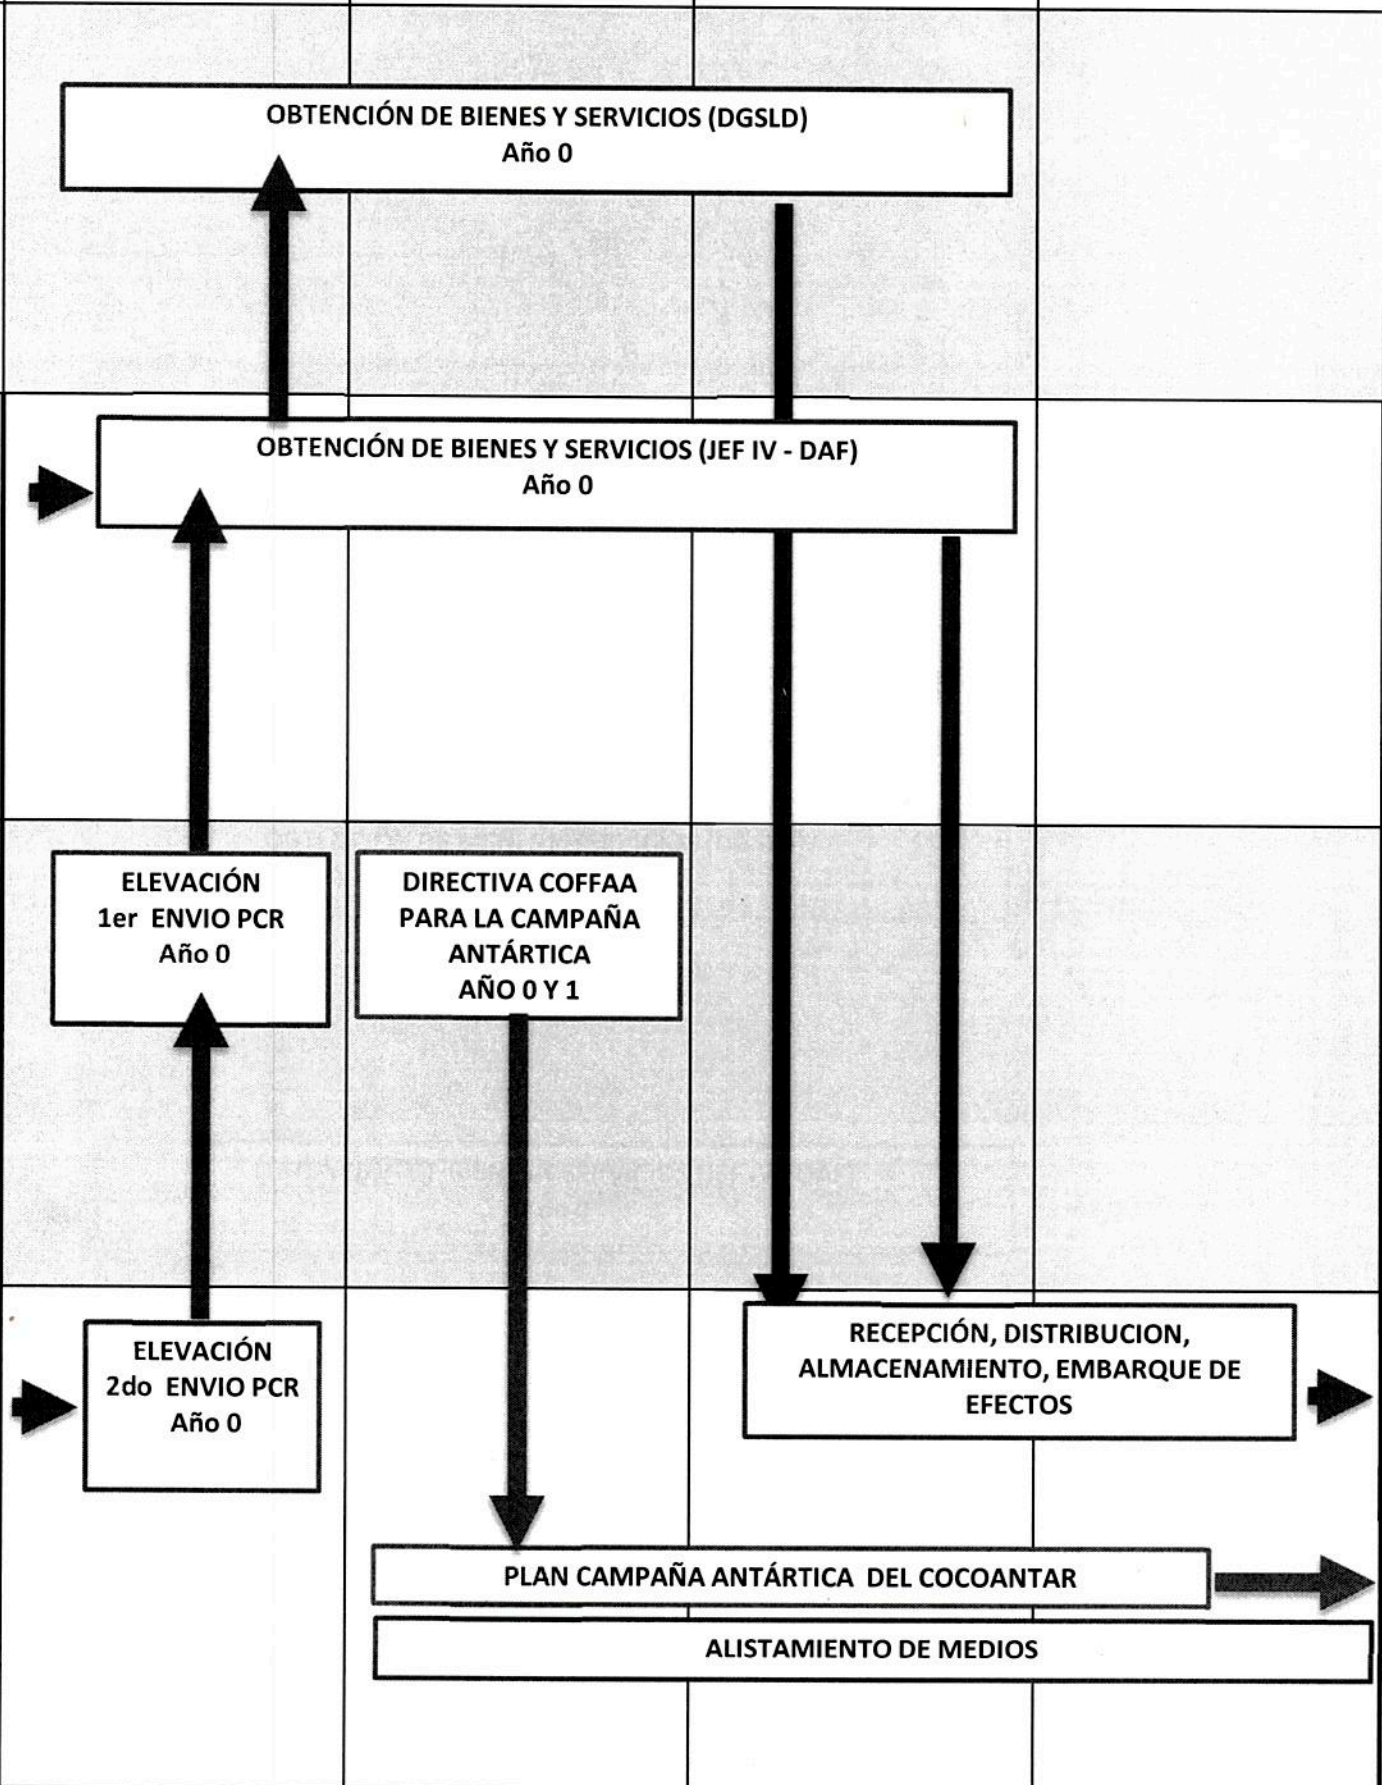 OBTENCIÓN DE BIENES Y SERVICIOS (DGSLD)
Año 0
OBTENCIÓN DE BIENES Y SERVICIOS (JEF IV - DAF)
Año 0
ELEVACIÓN
1er ENVIO PCR
Año 0
DIRECTIVA COFFAA
PARA LA CAMPAÑA
ANTÁRTICA
AÑO 0 Y 1
ELEVACIÓN
2do ENVIO PCR
Año 0
RECEPCIÓN, DISTRIBUCION,
ALMACENAMIENTO, EMBARQUE DE
EFECTOS
PLAN CAMPAÑA ANTÁRTICA DEL COCOANTAR
ALISTAMIENTO DE MEDIOS